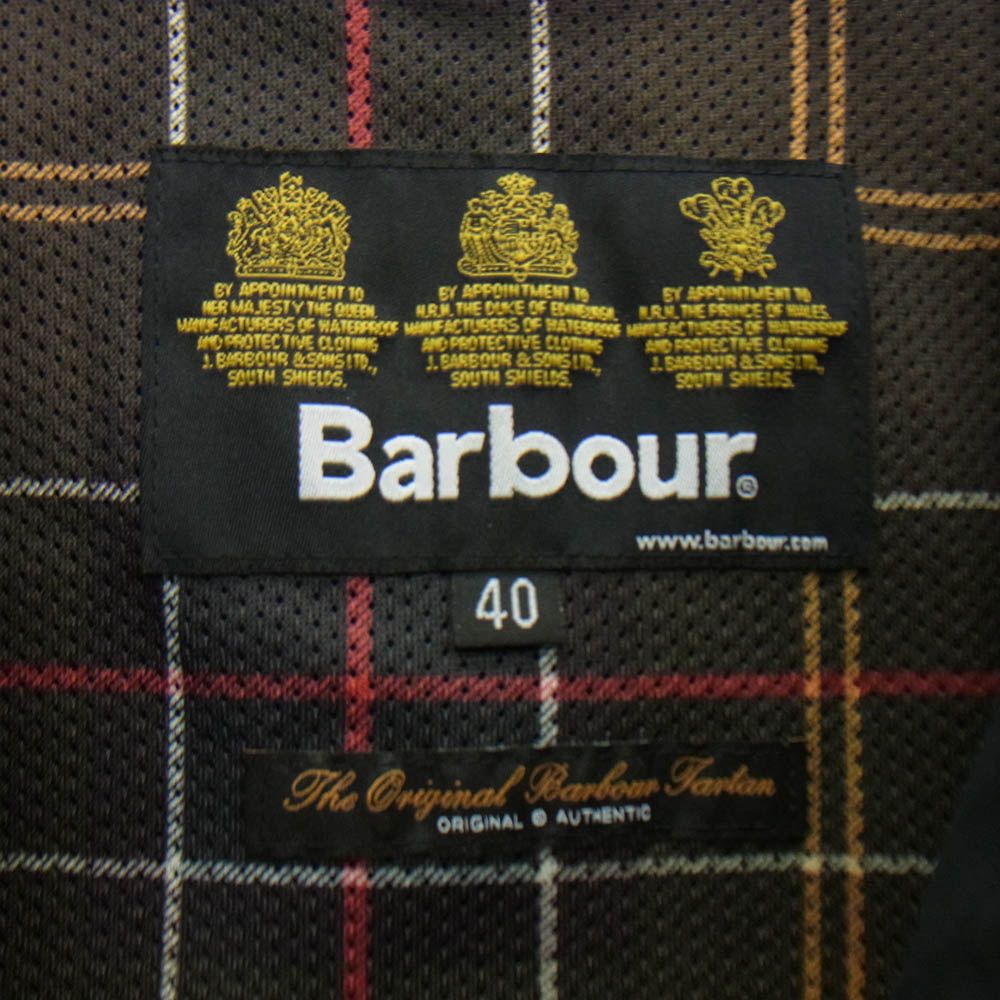 BY APPOINTMENT TO
HER MAJESTY THE QUEEN
MANUFACTURERS OF WATERPROOF
AND PROTECTIVE CLOTHING
J. BARBOUR & SONS LTD.,
SOUTH SHIELDS.
BY APPOINTMENT TO
H.R.H. THE DUKE OF EDINBURGH
MANUFACTURERS OF WATERPROOF
AND PROTECTIVE CLOTHING
J. BARBOUR & SONS LTD.,
SOUTH SHIELDS.
BY APPOINTMENT TO
H.R.H. THE PRINCE OF WALES
MANUFACTURERS OF WATERPROOF
AND PROTECTIVE CLOTHING
J. BARBOUR & SONS LTD.,
SOUTH SHIELDS.
Barbour®
www.barbour.com
40
The Original Barbour Tartan
ORIGINAL @ AUTHENTIC